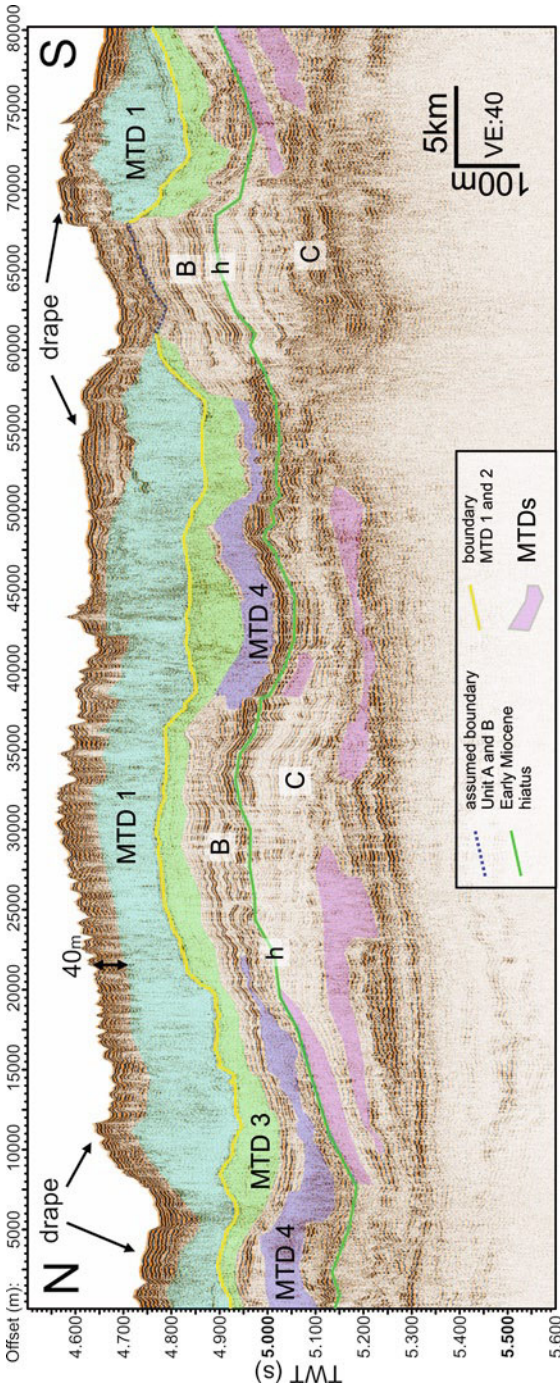 Offset (m):
0 5000 10000 15000 20000 25000 30000 35000 40000 45000 50000 55000 60000 65000 70000 75000 80000
N
S
drape
40m
drape
MTD 1
MTD 1
MTD 3
MTD 4
MTD 4
B
B
h
h
C
C
TWT (s)
4.600
4.700
4.800
4.900
5.000
5.100
5.200
5.300
5.400
5.500
5.600
assumed boundary
Unit A and B
Early Miocene
hiatus
boundary
MTD 1 and 2
MTDs
5km
100m
VE:40